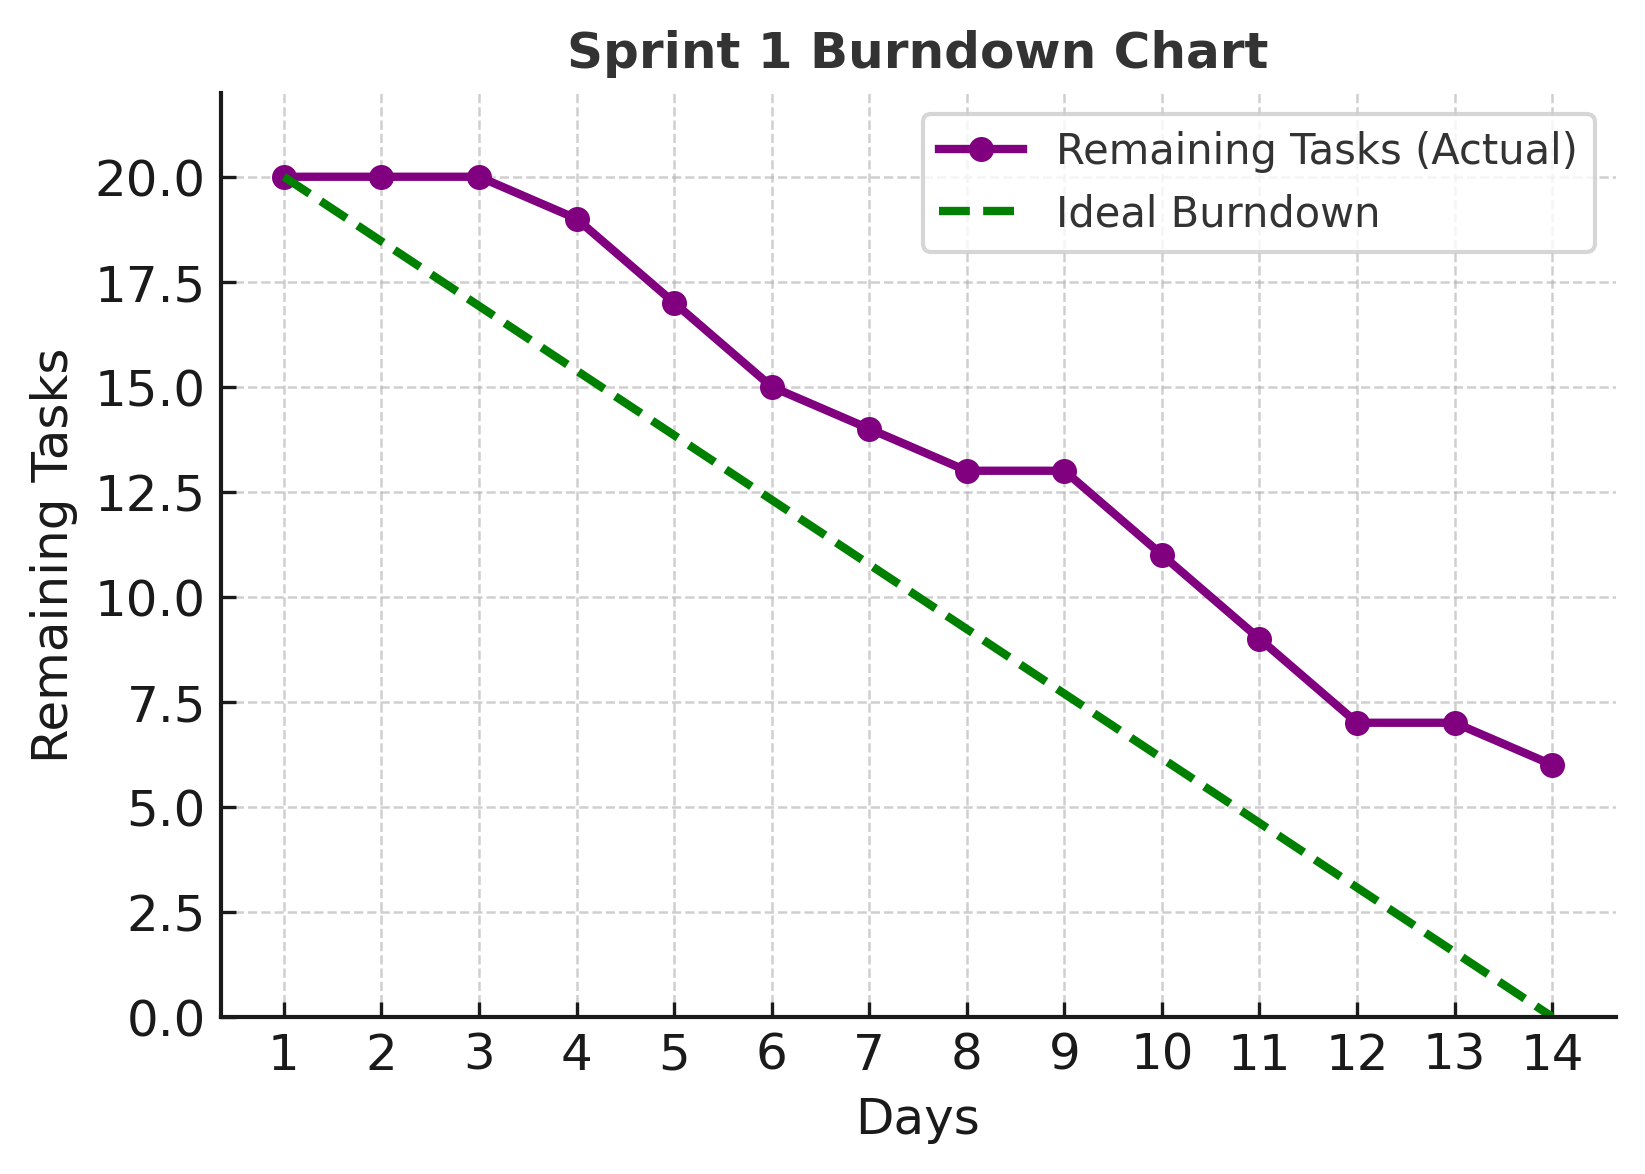 Sprint 1 Burndown Chart
Remaining Tasks (Actual)
Ideal Burndown
Remaining Tasks
20.0
17.5
15.0
12.5
10.0
7.5
5.0
2.5
0.0
1 2 3 4 5 6 7 8 9 10 11 12 13 14
Days